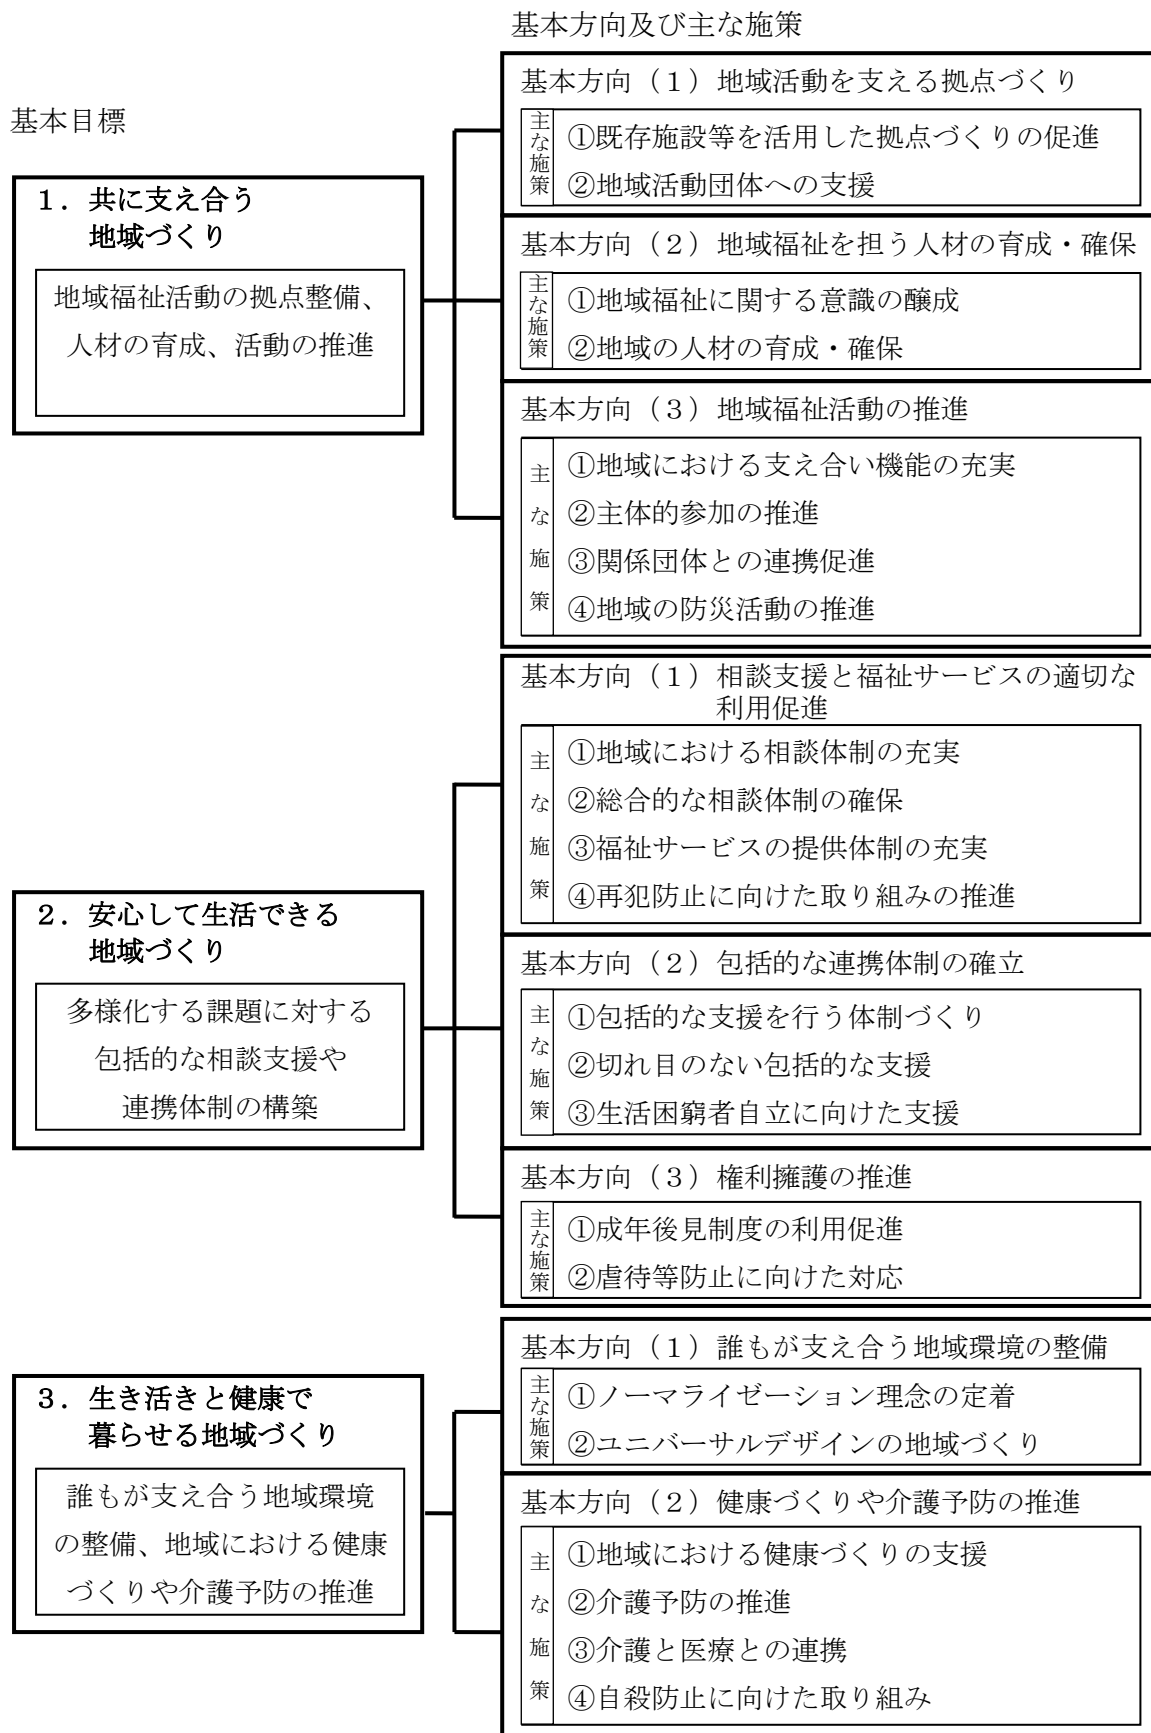 基本方向及び主な施策
基本目標
１．共に支え合う
地域づくり
地域福祉活動の拠点整備、
人材の育成、活動の推進
基本方向（１）地域活動を支える拠点づくり
主な施策
①既存施設等を活用した拠点づくりの促進
②地域活動団体への支援
基本方向（２）地域福祉を担う人材の育成・確保
主な施策
①地域福祉に関する意識の醸成
②地域の人材の育成・確保
基本方向（３）地域福祉活動の推進
主な施策
①地域における支え合い機能の充実
②主体的参加の推進
③関係団体との連携促進
④地域の防災活動の推進
２．安心して生活できる
地域づくり
多様化する課題に対する
包括的な相談支援や
連携体制の構築
基本方向（１）相談支援と福祉サービスの適切な
利用促進
主な施策
①地域における相談体制の充実
②総合的な相談体制の確保
③福祉サービスの提供体制の充実
④再犯防止に向けた取り組みの推進
基本方向（２）包括的な連携体制の確立
主な施策
①包括的な支援を行う体制づくり
②切れ目のない包括的な支援
③生活困窮者自立に向けた支援
基本方向（３）権利擁護の推進
主な施策
①成年後見制度の利用促進
②虐待等防止に向けた対応
３．生き活きと健康で
暮らせる地域づくり
誰もが支え合う地域環境
の整備、地域における健康
づくりや介護予防の推進
基本方向（１）誰もが支え合う地域環境の整備
主な施策
①ノーマライゼーション理念の定着
②ユニバーサルデザインの地域づくり
基本方向（２）健康づくりや介護予防の推進
主な施策
①地域における健康づくりの支援
②介護予防の推進
③介護と医療との連携
④自殺防止に向けた取り組み